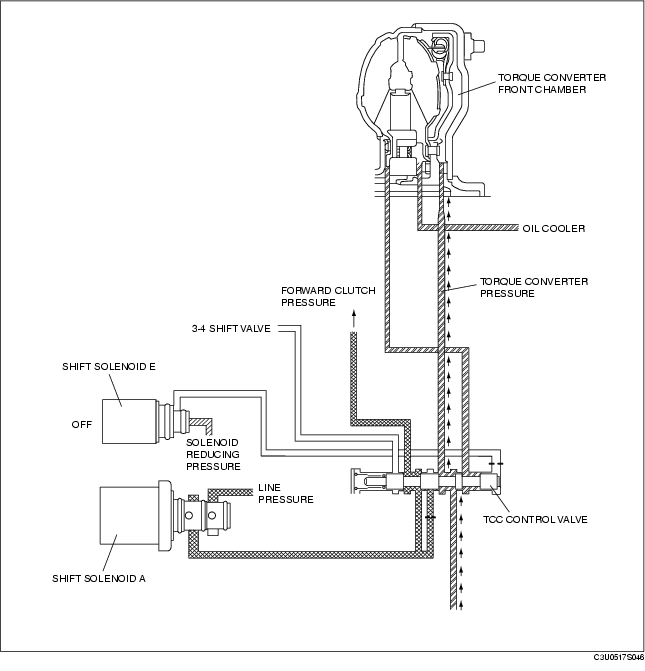 TORQUE CONVERTER
FRONT CHAMBER
OIL COOLER
TORQUE CONVERTER
PRESSURE
FORWARD CLUTCH
PRESSURE
3-4 SHIFT VALVE
SHIFT SOLENOID E
OFF
SOLENOID
REDUCING
PRESSURE
LINE
PRESSURE
TCC CONTROL VALVE
SHIFT SOLENOID A
C3U0517S046